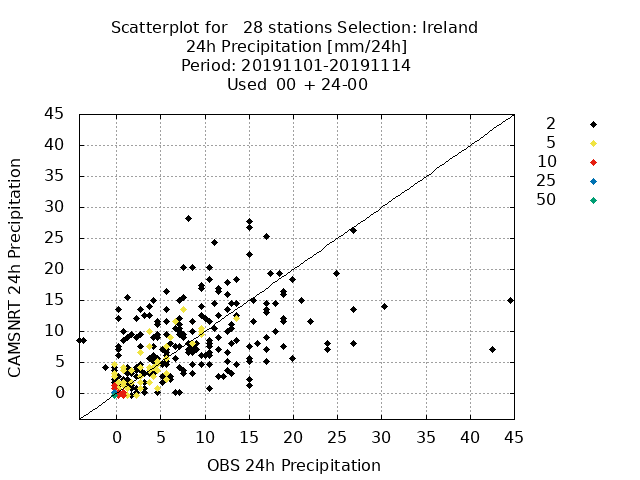 Scatterplot for 28 stations Selection: Ireland
24h Precipitation [mm/24h]
Period: 20191101-20191114
Used 00 + 24-00
45
40
35
30
25
20
15
10
5
0
CAMSNRT 24h Precipitation
0 5 10 15 20 25 30 35 40 45
OBS 24h Precipitation
2
5
10
25
50